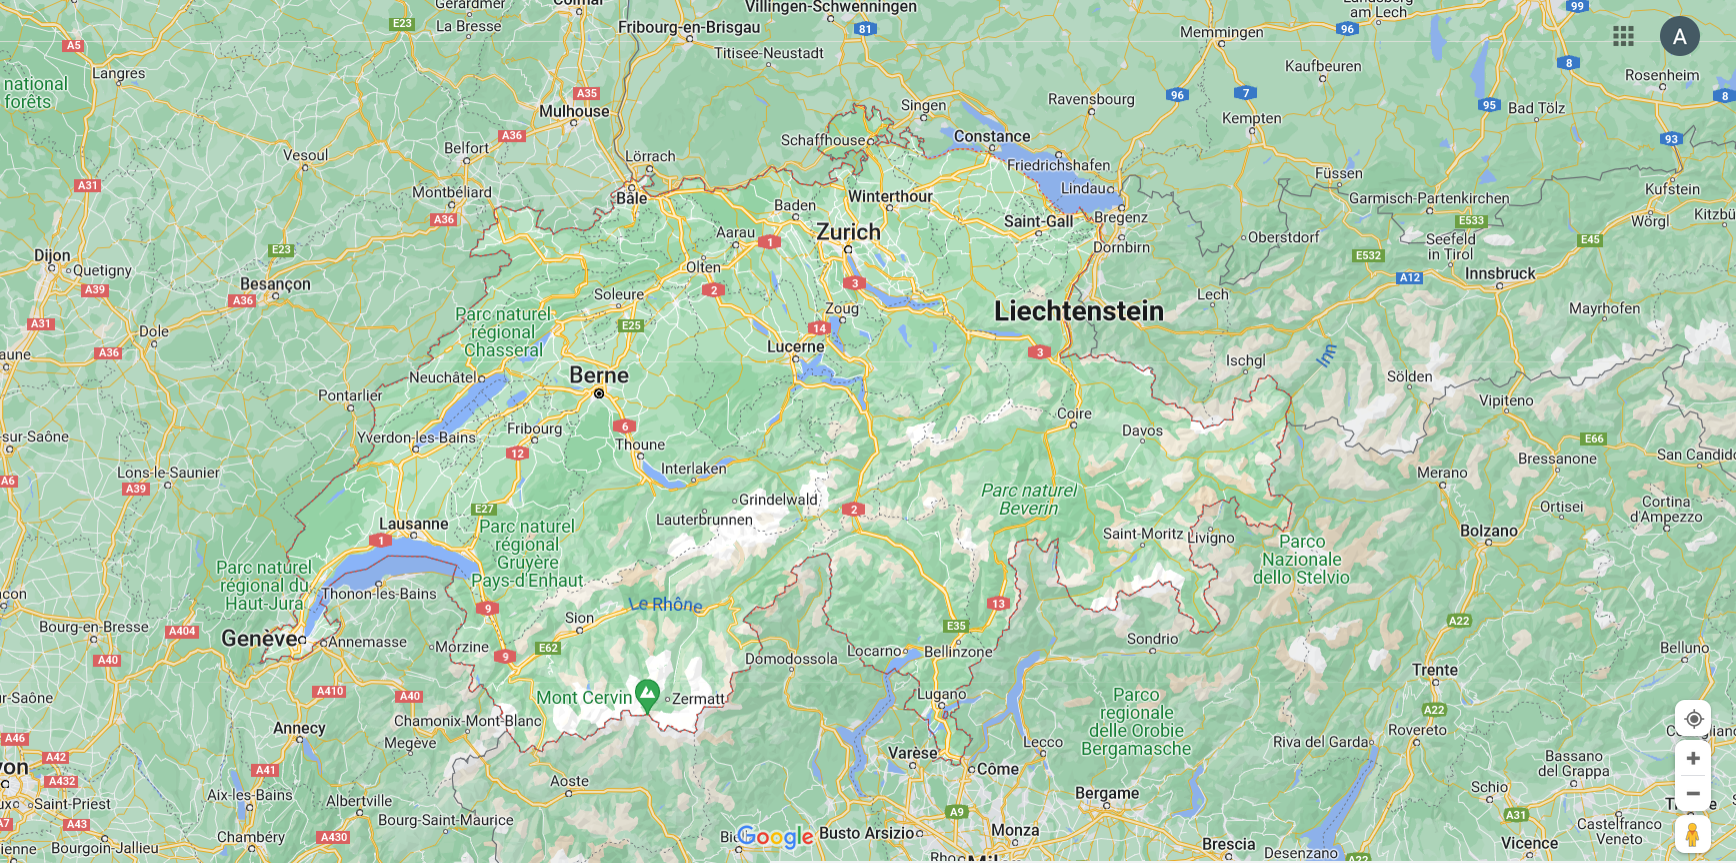 Gérardmer
Colmar
Villingen-Schwenningen
am Lech
99
E23
La Bresse
Fribourg-en-Brisgau
81
96
Memmingen
A
A5
Titisee-Neustadt
8
Langres
Kaufbeuren
Rosenheim
national
forêts
A35
Mulhouse
Singen
Ravensbourg
96
7
95
Bad Tölz
8
Kempten
A36
Schaffhouse
Constance
93
Vesoul
Belfort
Lörrach
Friedrichshafen
Füssen
A31
Montbéliard
Bâle
Winterthour
Lindau
Kufstein
Garmisch-Partenkirchen
A36
Baden
Saint-Gall
Bregenz
E533
Wörgl
Kitzbü
Aarau
Zurich
1
Dornbirn
Oberstdorf
Seefeld
in Tirol
E45
E23
Dijon
Quetigny
Olten
E532
A12
Innsbruck
Besançon
A39
A36
Soleure
2
3
Lech
Mayrhofen
Zoug
Liechtenstein
A31
Dole
Parc naturel
régional
Chasseral
E25
14
Lucerne
3
Ischgl
Inn
aune
A36
Neuchâtel
Berne
Sölden
Pontarlier
Vipiteno
Coire
-sur-Saône
Yverdon-les-Bains
Fribourg
6
Davos
E66
Thoune
12
Bressanone
San Candido
Lons-le-Saunier
Interlaken
Merano
A6
A39
Grindelwald
Parc naturel
Beverin
Cortina
d'Ampezzo
E27
Lauterbrunnen
2
Ortisei
Lausanne
1
Parc naturel
régional
Gruyère
Pays-d'Enhaut
Saint-Moritz
Livigno
Bolzano
Parco
Nazionale
dello Stelvio
Parc naturel
régional du
Haut-Jura
Thonon-les-Bains
con
9
Le Rhône
13
Bourg-en-Bresse
A404
Sion
E35
A22
Genève
Annemasse
Morzine
E62
Locarno
Bellinzone
Sondrio
Belluno
A40
9
Domodossola
Trente
A410
A40
Mont Cervin
Zermatt
Lugano
Parco
regionale
delle Orobie
Bergamasche
ur-Saône
A22
Annecy
Chamonix-Mont-Blanc
Megève
Varèse
Lecco
Riva del Garda
Rovereto
A46
A42
A41
Côme
Bassano
del Grappa
yon
A432
Aoste
Schio
Aix-les-Bains
Albertville
Bergame
Saint-Priest
A7
A43
Bourg-Saint-Maurice
A9
A31
Castelfranco
Veneto
Chambéry
A430
Google
Busto Arsizio
Monza
Bourgoin-Jallieu
Brescia
Desenzano
Vicence
A22